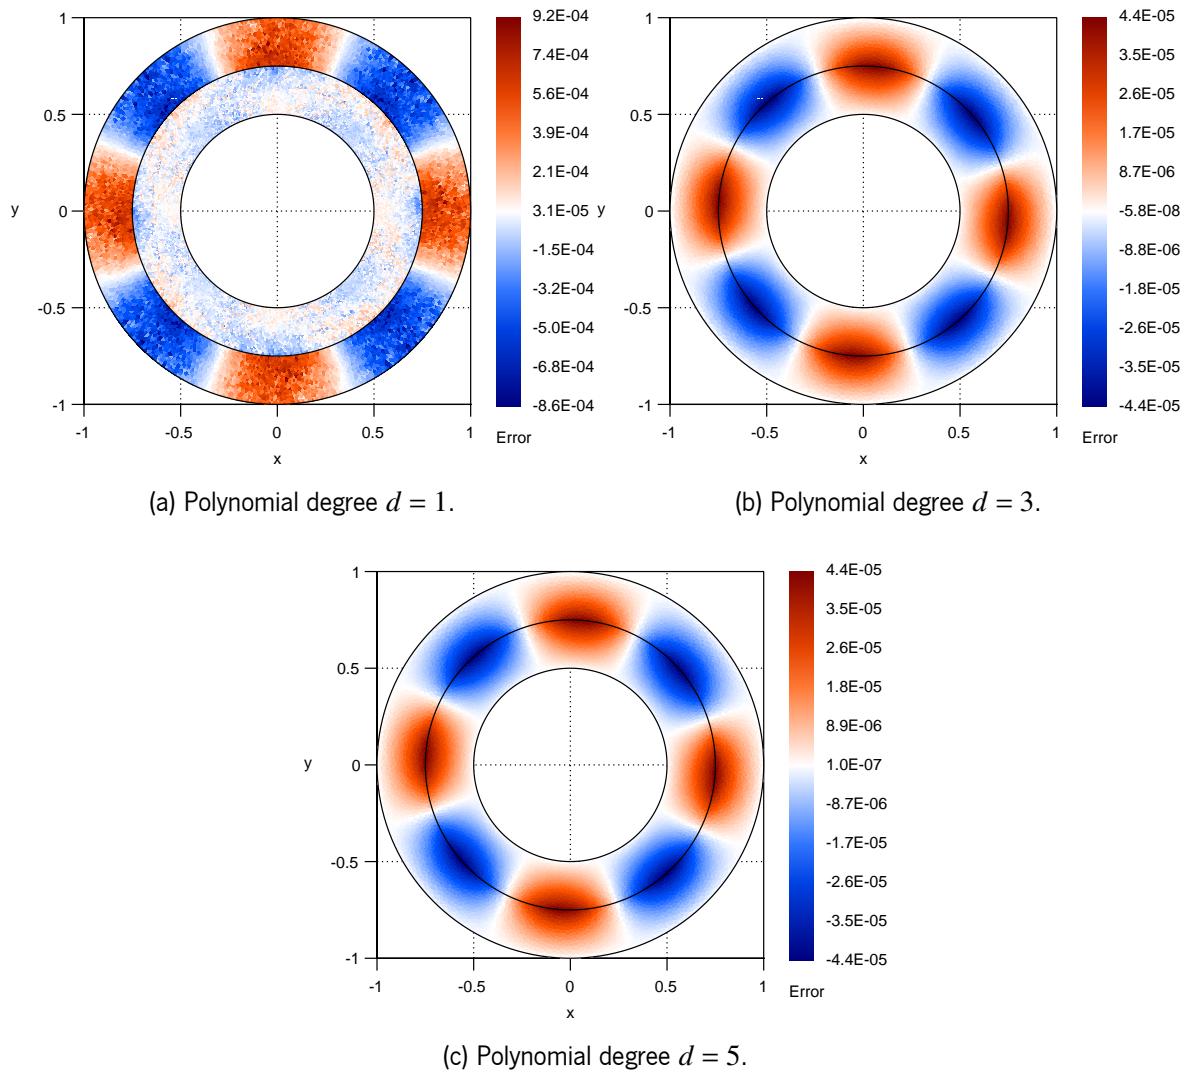 1
0.5
y
0
-0.5
-1
-1
-0.5
0
0.5
1
x
9.2E-04
7.4E-04
5.6E-04
3.9E-04
2.1E-04
3.1E-05
-1.5E-04
-3.2E-04
-5.0E-04
-6.8E-04
-8.6E-04
Error
(a) Polynomial degree d = 1.
1
0.5
y
0
-0.5
-1
-1
-0.5
0
0.5
1
x
4.4E-05
3.5E-05
2.6E-05
1.7E-05
8.7E-06
-5.8E-08
-8.8E-06
-1.8E-05
-2.6E-05
-3.5E-05
-4.4E-05
Error
(b) Polynomial degree d = 3.
1
0.5
y
0
-0.5
-1
-1
-0.5
0
0.5
1
x
4.4E-05
3.5E-05
2.6E-05
1.8E-05
8.9E-06
1.0E-07
-8.7E-06
-1.7E-05
-2.6E-05
-3.5E-05
-4.4E-05
Error
(c) Polynomial degree d = 5.